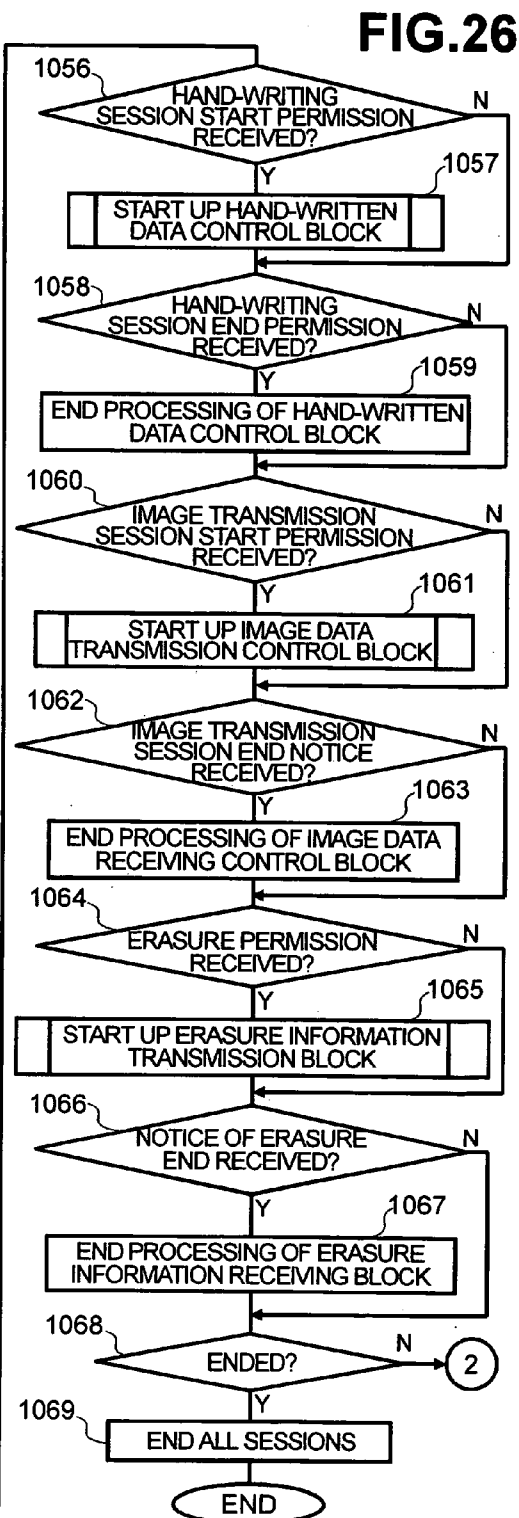 FIG.26
1056
HAND-WRITING
SESSION START PERMISSION
RECEIVED?
N
Y
1057
START UP HAND-WRITTEN
DATA CONTROL BLOCK
1058
HAND-WRITING
SESSION END PERMISSION
RECEIVED?
N
Y
1059
END PROCESSING OF HAND-WRITTEN
DATA CONTROL BLOCK
1060
IMAGE TRANSMISSION
SESSION START PERMISSION
RECEIVED?
N
Y
1061
START UP IMAGE DATA
TRANSMISSION CONTROL BLOCK
1062
IMAGE TRANSMISSION
SESSION END NOTICE
RECEIVED?
N
Y
1063
END PROCESSING OF IMAGE DATA
RECEIVING CONTROL BLOCK
1064
ERASURE PERMISSION
RECEIVED?
N
Y
1065
START UP ERASURE INFORMATION
TRANSMISSION BLOCK
1066
NOTICE OF ERASURE
END RECEIVED?
N
Y
1067
END PROCESSING OF ERASURE
INFORMATION RECEIVING BLOCK
1068
ENDED?
N
2
Y
1069
END ALL SESSIONS
END